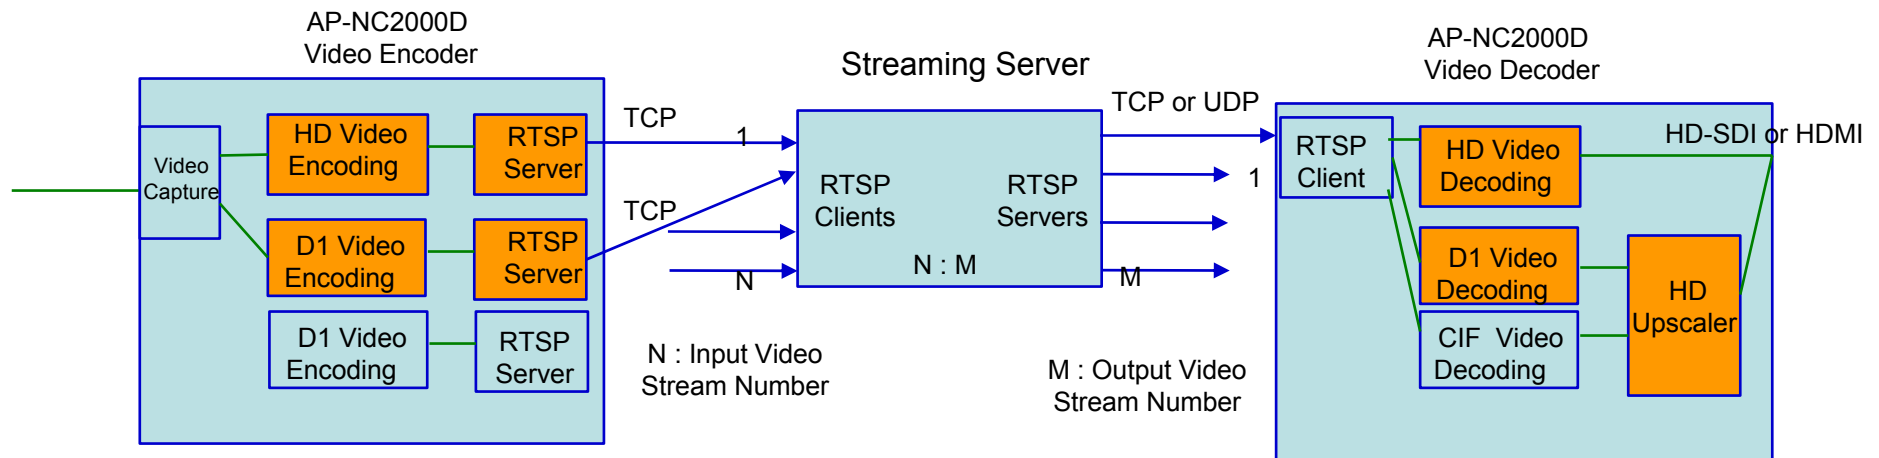 AP-NC2000D
Video Encoder
Video
Capture
HD Video
Encoding
RTSP
Server
D1 Video
Encoding
RTSP
Server
D1 Video
Encoding
RTSP
Server
TCP
1
TCP
N
N : Input Video
Stream Number
Streaming Server
RTSP
Clients
RTSP
Servers
N : M
TCP or UDP
1
M
M : Output Video
Stream Number
AP-NC2000D
Video Decoder
RTSP
Client
HD Video
Decoding
HD-SDI or HDMI
D1 Video
Decoding
CIF Video
Decoding
HD
Upscaler